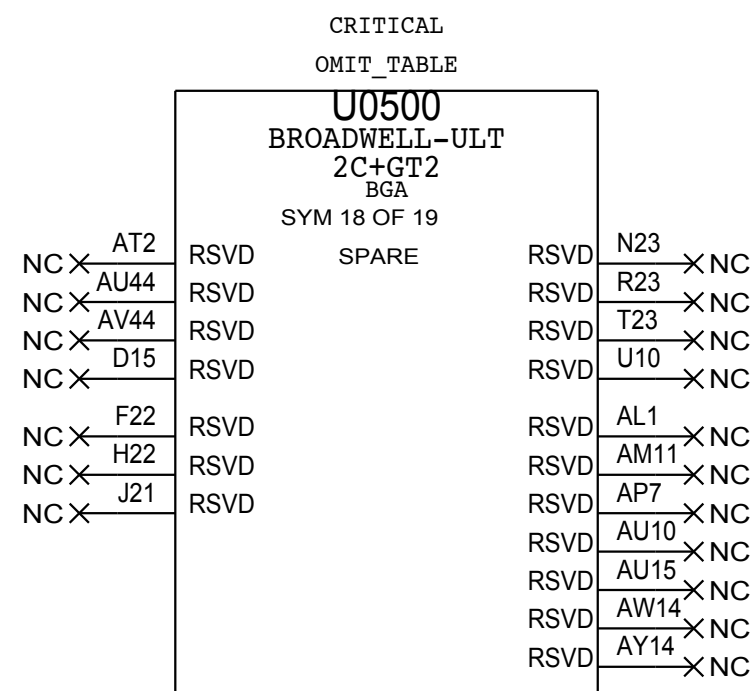 CRITICAL
OMIT_TABLE
U0500
BROADWELL-ULT
2C+GT2
BGA
SYM 18 OF 19
SPARE
NC AT2 RSVD
NC AU44 RSVD
NC AV44 RSVD
NC D15 RSVD
NC F22 RSVD
NC H22 RSVD
NC J21 RSVD
RSVD N23 NC
RSVD R23 NC
RSVD T23 NC
RSVD U10 NC
RSVD AL1 NC
RSVD AM11 NC
RSVD AP7 NC
RSVD AU10 NC
RSVD AU15 NC
RSVD AW14 NC
RSVD AY14 NC